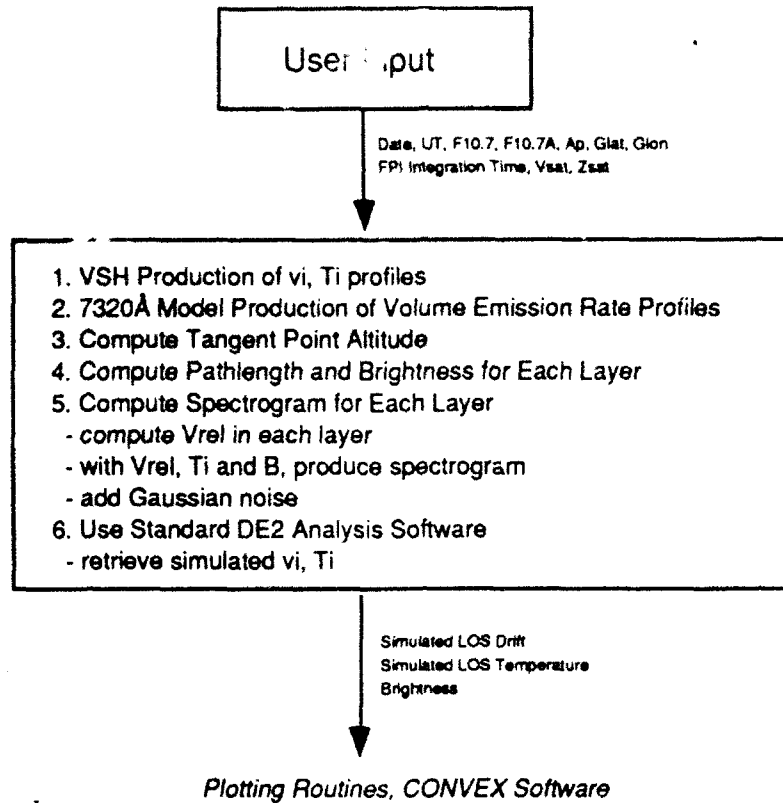 User
Date, UT, F10.7, F10.7A, Ap, Glat, Glon
FPI Integration Time, Vsat, Zsat
1. VSH Production of vi, Ti profiles
2. 7320Å Model Production of Volume Emission Rate Profiles
3. Compute Tangent Point Altitude
4. Compute Pathlength and Brightness for Each Layer
5. Compute Spectrogram for Each Layer
- compute Vrel in each layer
- with Vrel, Ti and B, produce spectrogram
- add Gaussian noise
6. Use Standard DE2 Analysis Software
- retrieve simulated vi, Ti
Simulated LOS Drift
Simulated LOS Temperature
Brightness
Plotting Routines, CONVEX Software